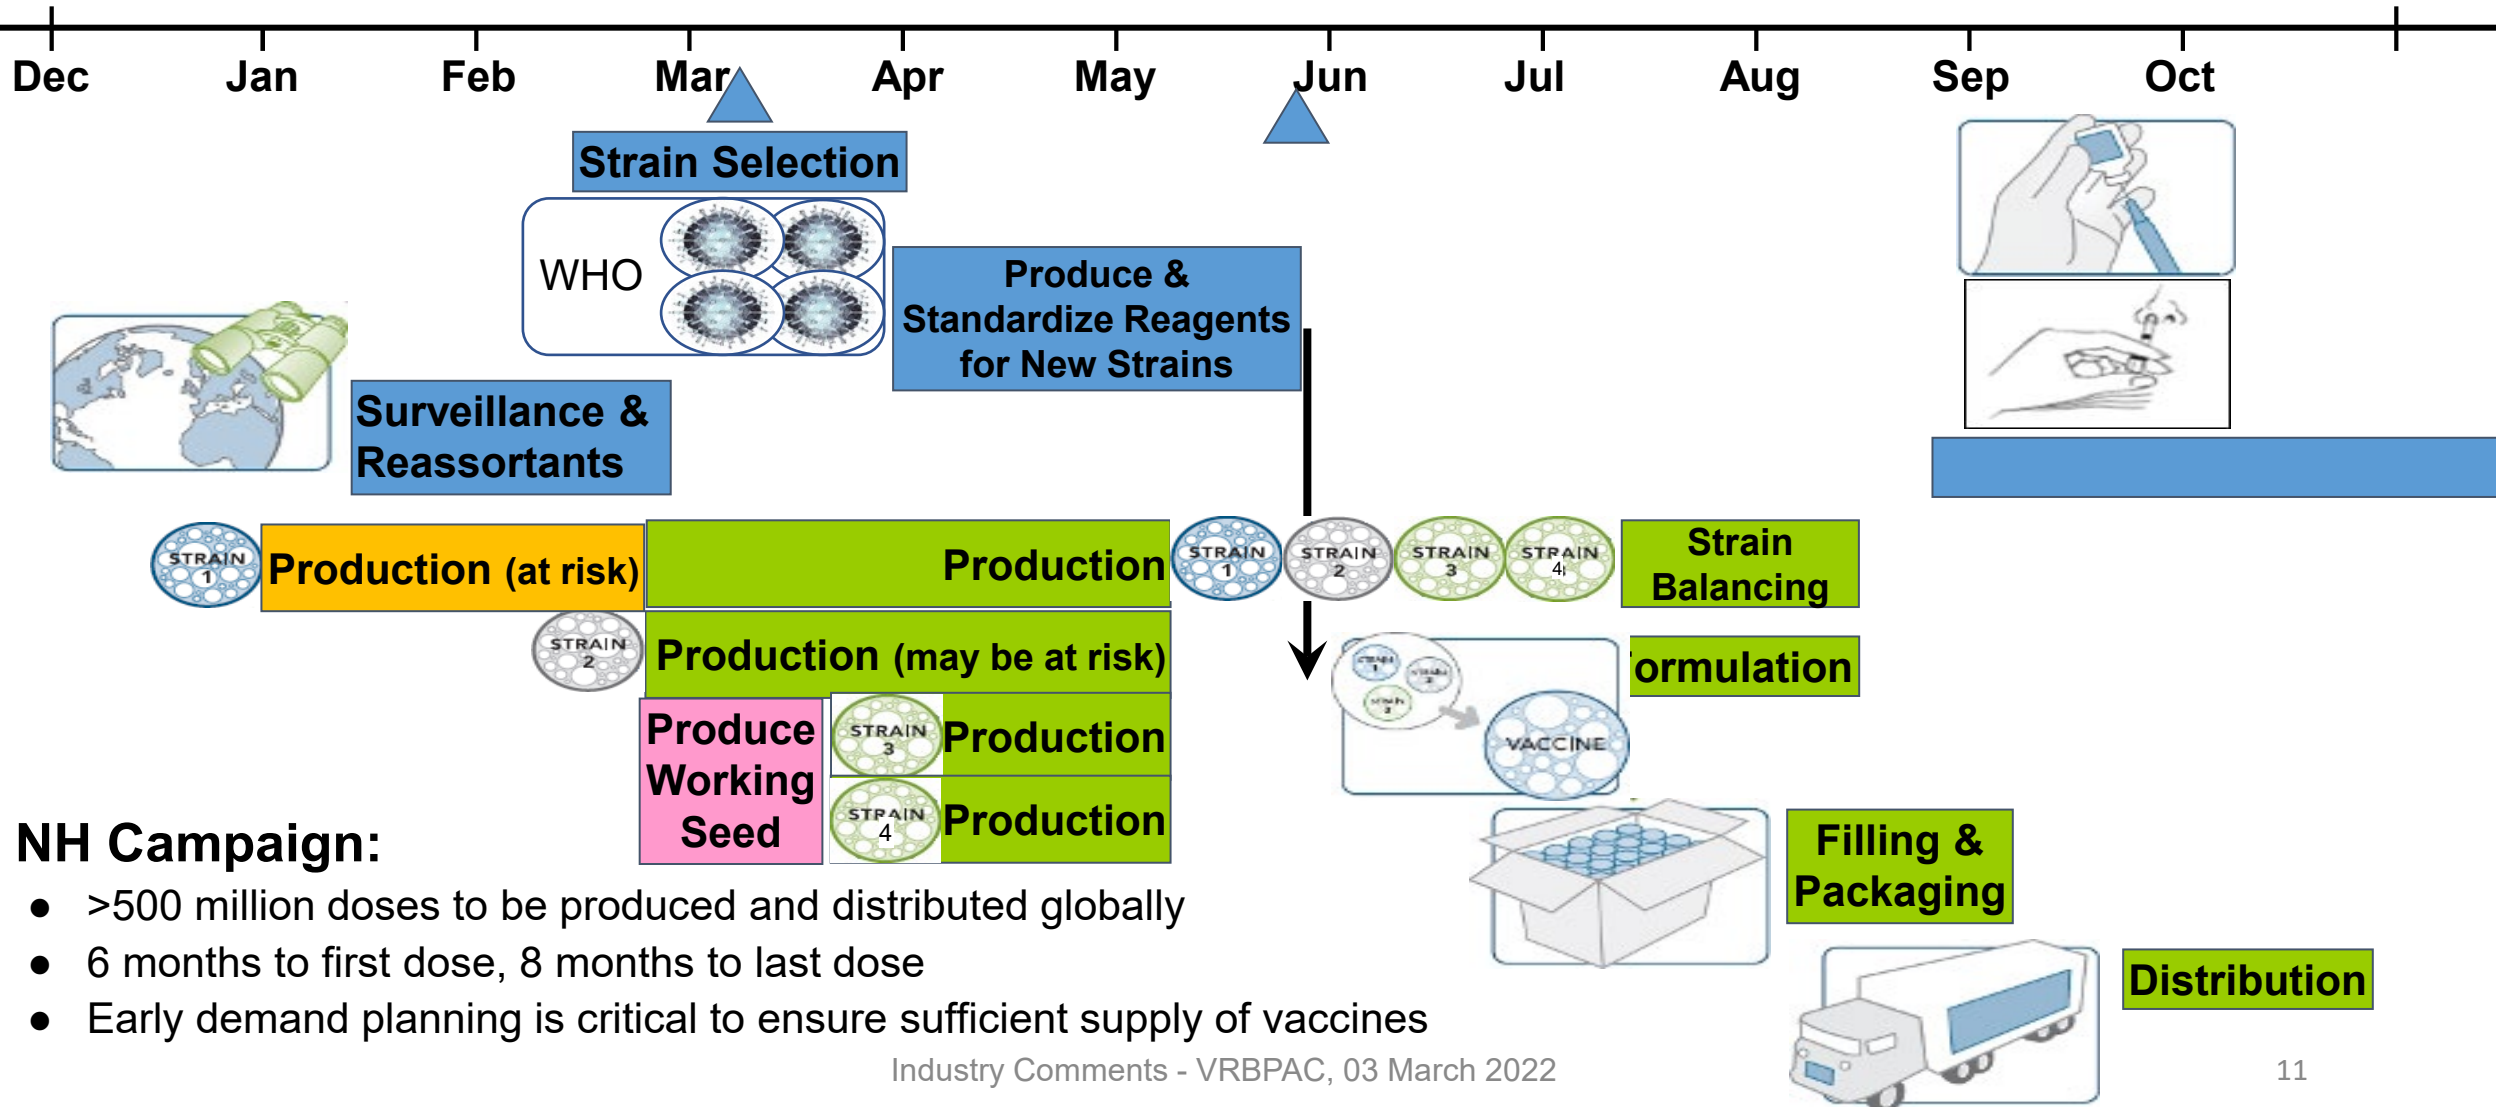 Dec Jan Feb Mar Apr May Jun Jul Aug Sep Oct
Strain Selection
WHO
Produce &
Standardize Reagents
for New Strains
Surveillance &
Reassortants
STRAIN
1
Production (at risk)
Production
STRAIN
1
STRAIN
2
STRAIN
3
STRAIN
4
Strain
Balancing
STRAIN
2
Production (may be at risk)
Produce
Working
Seed
STRAIN
3
Production
STRAIN
4
Production
STRAIN
1
STRAIN
3
VACCINE
ormulation
Filling &
Packaging
Distribution
NH Campaign:
● >500 million doses to be produced and distributed globally
● 6 months to first dose, 8 months to last dose
● Early demand planning is critical to ensure sufficient supply of vaccines
Industry Comments - VRBPAC, 03 March 2022
11